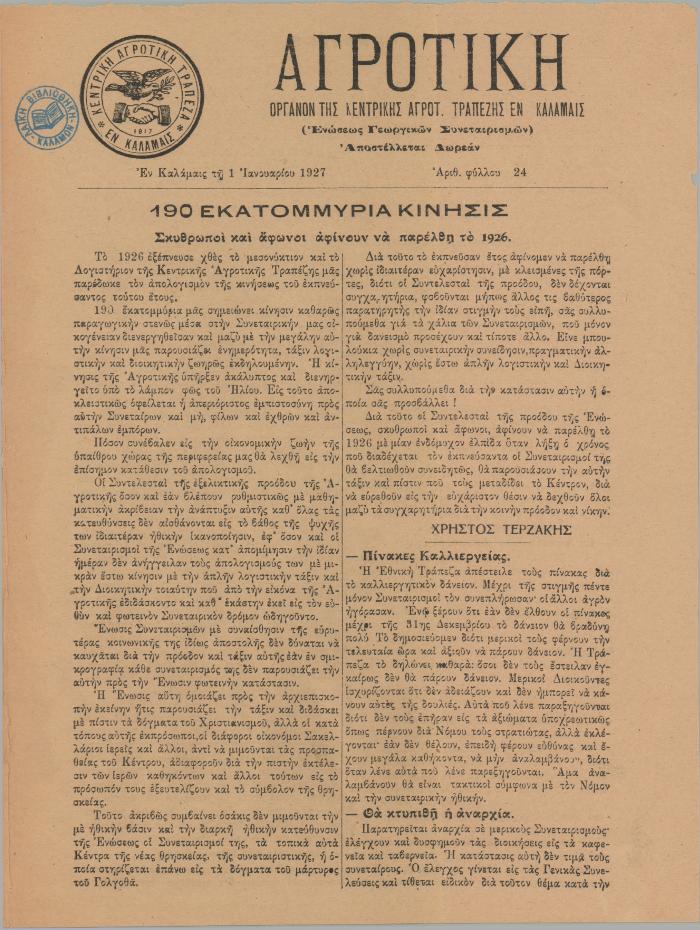 ΚΕΝΤΡΙΚΗ ΑΓΡΟΤΙΚΗ ΤΡΑΠΕΖΑ
1917
ΕΝ ΚΑΛΑΜΑΙΣ
ΛΑΪΚΗ ΒΙΒΛΙΟΘΗΚΗ
ΚΑΛΑΜΩΝ
ΑΓΡΟΤΙΚΗ
ΟΡΓΑΝΟΝ ΤΗΣ ΚΕΝΤΡΙΚΗΣ ΑΓΡΟΤ. ΤΡΑΠΕΖΗΣ ΕΝ ΚΑΛΑΜΑΙΣ
(Ἑνώσεως Γεωργικῶν Συνεταιρισμῶν)
Ἀποστέλλεται Δωρεάν
Ἐν Καλάμαις τῇ 1 Ἰανουαρίου 1927
Ἀριθ. φύλλου 24
190 ΕΚΑΤΟΜΜΥΡΙΑ ΚΙΝΗΣΙΣ
Σκυθρωποὶ καὶ ἄφωνοι ἀφίνουν νὰ παρέλθῃ τὸ 1926.
Τὸ 1926 ἐξέπνευσε χθὲς τὸ μεσονύκτιον καὶ τὸ
Λογιστήριον τῆς Κεντρικῆς Ἀγροτικῆς Τραπέζης μᾶς
παρέδωκε τὸν ἀπολογισμὸν τῆς κινήσεως τοῦ ἐκπνεύ-
σαντος τούτου ἔτους.
190 ἑκατομμύρια μᾶς σημειώνει κίνησιν καθαρῶς
παραγωγικὴν στενῶς μέσα στὴν Συνεταιρικήν μας οἰ-
κογένειαν διενεργηθεῖσαν καὶ μαζὺ μὲ τὴν μεγάλην αὐ-
τὴν κίνησιν μᾶς παρουσιάζει ἐνημερότητα, τάξιν λογι-
στικὴν καὶ διοικητικὴν ζωηρῶς ἐκδηλουμένην. Ἡ κί-
νησις τῆς Ἀγροτικῆς ὑπῆρξεν ἀκάλυπτος καὶ διενηρ-
γεῖτο ὑπὸ τὸ λάμπον φῶς τοῦ Ἡλίου. Εἰς τοῦτο ἀπο-
κλειστικῶς ὀφείλεται ἡ ἀπεριόριστος ἐμπιστοσύνη πρὸς
αὐτὴν Συνεταίρων καὶ μή, φίλων καὶ ἐχθρῶν καὶ ἀν-
τιπάλων ἐμπόρων.
Πόσον συνέβαλεν εἰς τὴν οἰκονομικὴν ζωὴν τῆς
ὑπαίθρου χώρας τῆς περιφερείας μας θὰ λεχθῇ εἰς τὴν
ἐπίσημον κατάθεσιν τοῦ ἀπολογισμοῦ.
Οἱ Συντελεσταὶ τῆς ἐξελικτικῆς προόδου τῆς Ἀ-
γροτικῆς ὅσον καὶ ἐὰν βλέπουν ρυθμιστικῶς μὲ μαθη-
ματικὴν ἀκρίβειαν τὴν ἀνάπτυξιν αὐτῆς καθ' ὅλας τὰς
κατευθύνσεις δὲν αἰσθάνονται εἰς τὸ βάθος τῆς ψυχῆς
των ἰδιαιτέραν ἠθικὴν ἱκανοποίησιν, ἐφ' ὅσον καὶ οἱ
Συνεταιρισμοὶ τῆς Ἑνώσεως κατ' ἀπομίμησιν τὴν ἰδίαν
ἡμέραν δὲν ἀνήγγειλαν τοὺς ἀπολογισμούς των μὲ μι-
κρὰν ἔστω κίνησιν μὲ τὴν ἁπλῆν λογιστικὴν τάξιν καὶ
τὴν Διοικητικὴν τοιαύτην ποῦ ἀπὸ τὴν εἰκόνα τῆς Ἀ-
γροτικῆς ἐδιδάσκοντο καὶ καθ' ἑκάστην ἐκεῖ εἰς τὸν εὐ-
θὺν καὶ φωτεινὸν Συνεταιρικὸν δρόμον ὡδηγοῦντο.
Ἕνωσις Συνεταιρισμῶν μὲ συναίσθησιν τῆς εὐρυ-
τέρας κοινωνικῆς της ἰδίως ἀποστολῆς δὲν δύναται νὰ
καυχᾶται διὰ τὴν πρόοδον καὶ τάξιν αὐτῆς ἐὰν ἐν σμι-
κρογραφίᾳ κάθε συνεταιρισμός της δὲν παρουσιάζει τὴν
αὐτὴν πρὸς τὴν Ἕνωσιν φωτεινὴν κατάστασιν.
Ἡ Ἕνωσις αὕτη ὁμοιάζει πρὸς τὴν ἀρχιεπισκο-
πὴν ἐκείνην ἥτις παρουσιάζει τὴν τάξιν καὶ διδάσκει
μὲ πίστιν τὰ δόγματα τοῦ Χριστιανισμοῦ, ἀλλὰ οἱ κατὰ
τόπους αὐτῆς ἐκπρόσωποι, οἱ διάφοροι οἰκονόμοι Σακελ-
λάριοι ἱερεῖς καὶ ἄλλοι, ἀντὶ νὰ μιμοῦνται τὰς προσπα-
θείας τοῦ Κέντρου, ἀδιαφοροῦν διὰ τὴν πιστὴν ἐκτέλε-
σιν τῶν ἱερῶν καθηκόντων καὶ ἄλλοι τούτων εἰς τὸ
πρόσωπόν τους ἐξευτελίζουν καὶ τὸ σύμβολον τῆς θρη-
σκείας.
Τοῦτο ἀκριβῶς συμβαίνει ὁσάκις δὲν μιμοῦνται τὴν
μὲ ἠθικὴν βάσιν καὶ τὴν διαρκῆ ἠθικὴν κατεύθυνσιν
τῆς Ἑνώσεως οἱ Συνεταιρισμοί της, τὰ τοπικὰ αὐτὰ
Κέντρα τῆς νέας θρησκείας, τῆς συνεταιριστικῆς, ἡ ὁ-
ποία στηρίζεται ἐπάνω εἰς τὰ δόγματα τοῦ μάρτυρος
τοῦ Γολγοθᾶ.
Διὰ τοῦτο τὸ ἐκπνεῦσαν ἔτος ἀφίνομεν νὰ παρέλθῃ
χωρὶς ἰδιαιτέραν εὐχαρίστησιν, μὲ κλεισμένες τὶς πόρ-
τες, διότι οἱ Συντελεσταὶ τῆς προόδου, δὲν δέχονται
συγχαρητήρια, φοβοῦνται μήπως ἄλλος τις βαθύτερος
παρατηρητὴς τὴν ἰδίαν στιγμὴν τοὺς εἰπῇ, σᾶς συλλυ-
πούμεθα γιὰ τὰ χάλια τῶν Συνεταιρισμῶν, ποῦ μόνον
γιὰ δανεισμὸ προσέχουν καὶ τίποτε ἄλλο. Εἶνε μπου-
λούκια χωρὶς συνεταιρικὴν συνείδησιν, πραγματικὴν ἀλ-
ληλεγγύην, χωρὶς ἔστω ἁπλῆν λογιστικὴν καὶ Διοικη-
τικὴν τάξιν.
Σᾶς συλλυπούμεθα διὰ τὴν κατάστασιν αὐτὴν ἡ ὁ-
ποία σᾶς προσβάλλει !
Διὰ τοῦτο οἱ Συντελεσταὶ τῆς προόδου τῆς Ἑνώ-
σεως, σκυθρωποὶ καὶ ἄφωνοι, ἀφίνουν νὰ παρέλθῃ τὸ
1926 μὲ μίαν ἐνδόμυχον ἐλπίδα ὅταν λήξῃ ὁ χρόνος
ποῦ διαδέχεται τὸν ἐκπνεύσαντα οἱ Συνεταιρισμοί της
θὰ βελτιωθοῦν συνειδητῶς, θὰ παρουσιάσουν τὴν αὐτὴν
τάξιν καὶ πίστιν ποῦ τοὺς μεταδίδει τὸ Κέντρον, διὰ
νὰ εὑρεθοῦν εἰς τὴν εὐχάριστον θέσιν νὰ δεχθοῦν ὅλοι
μαζὺ τὰ συγχαρητήρια διὰ τὴν κοινὴν πρόοδον καὶ νίκην.
ΧΡΗΣΤΟΣ ΤΕΡΖΑΚΗΣ
— Πίνακες Καλλιεργείας.
Ἡ Ἐθνικὴ Τράπεζα ἀπέστειλε τοὺς πίνακας διὰ
τὸ καλλιεργητικὸν δάνειον. Μέχρι τῆς στιγμῆς πέντε
μόνον Συνεταιρισμοὶ τὸν συνεπλήρωσαν· οἱ ἄλλοι ἀγρὸν
ἠγόρασαν. Ἐνῷ ξέρουν ὅτι ἐὰν δὲν ἔλθουν οἱ πίνακες
μέχρι τῆς 31ης Δεκεμβρίου τὸ δάνειον θὰ βραδύνῃ
πολύ. Τὸ δημοσιεύομεν διότι μερικοὶ τοὺς φέρνουν τὴν
τελευταία ὥρα καὶ ἀξιοῦν νὰ πάρουν δάνειον. Ἡ Τρά-
πεζα τὸ δηλώνει καθαρά: ὅσοι δὲν τοὺς ἔστειλαν ἐγ-
καίρως δὲν θὰ πάρουν δάνειον. Μερικοὶ Διοικοῦντες
ἰσχυρίζονται ὅτι δὲν ἀδειάζουν καὶ δὲν ἠμπορεῖ νὰ κά-
νουν αὐτὲς τῆς δουλιές. Αὐτὰ ποῦ λένε παρεξηγοῦνται
διότι δὲν τοὺς ἐπῆραν εἰς τὰ ἀξιώματα ὑποχρεωτικῶς
ὅπως πέρνουν διὰ Νόμου τοὺς στρατιώτας, ἀλλὰ ἐκλέ-
γονται· ἐὰν δὲν θέλουν, ἐπειδὴ φέρουν εὐθύνας καὶ ἔ-
χουν μεγάλα καθήκοντα, νὰ μὴν ἀναλαμβάνουν, διότι
ὅταν λένε αὐτὰ ποῦ λένε παρεξηγοῦνται. Ἅμα ἀνα-
λαμβάνουν θὰ εἶναι τακτικοὶ σύμφωνα μὲ τὸν Νόμον
καὶ τὴν συνεταιρικὴν ἠθικήν.
— Θὰ κτυπιθῇ ἡ ἀναρχία.
Παρατηρεῖται ἀναρχία σὲ μερικοὺς Συνεταιρισμούς·
ἐλέγχουν καὶ δυσφημοῦν τὰς διοικήσεις εἰς τὰ καφε-
νεῖα καὶ ταβερνεῖα. Ἡ κατάστασις αὐτὴ δὲν τιμᾷ τοὺς
συνεταίρους. Ὁ ἔλεγχος γίνεται εἰς τὰς Γενικὰς Συνε-
λεύσεις καὶ τίθεται εἰδικὸν διὰ τοῦτον θέμα κατὰ τὴν